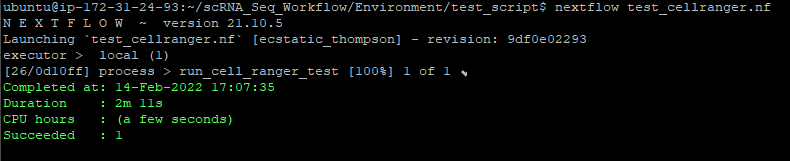 ubuntu@ip-172-31-24-93:~/scRNA_Seq_Workflow/Environment/test_script$ nextflow test_cellranger.nf
N E X T F L O W  ~  version 21.10.5
Launching `test_cellranger.nf` [ecstatic_thompson] - revision: 9df0e02293
executor >  local (1)
[26/0d10ff] process > run_cell_ranger_test [100%] 1 of 1 ✔
Completed at: 14-Feb-2022 17:07:35
Duration    : 2m 11s
CPU hours   : (a few seconds)
Succeeded   : 1